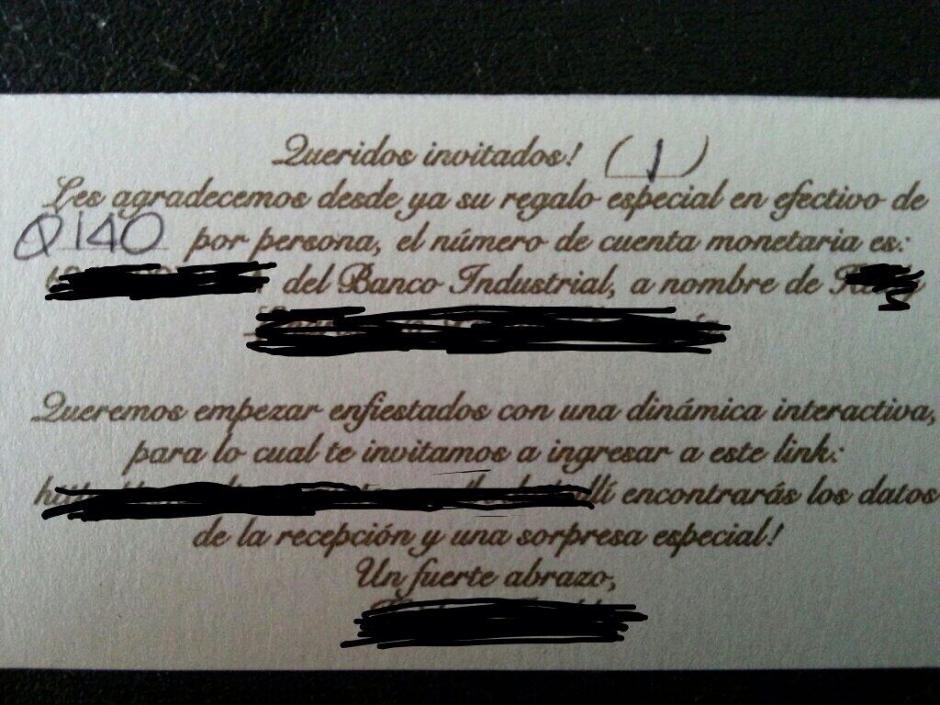 Queridos invitados! (1)
Les agradecemos desde ya su regalo especial en efectivo de
Q140 por persona, el número de cuenta monetaria es:
del Banco Industrial, a nombre de
Queremos empezar enfiestados con una dinámica interactiva,
para lo cual te invitamos a ingresar a este link:
encontrarás los datos
de la recepción y una sorpresa especial!
Un fuerte abrazo,